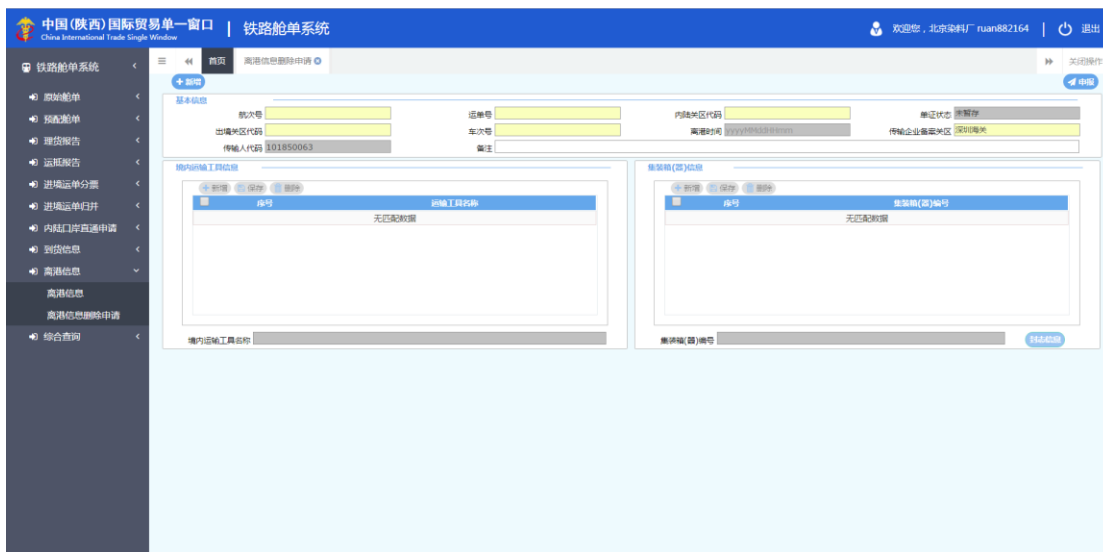 中国(陕西)国际贸易单一窗口 | 铁路舱单系统 欢迎您，北京染料厂 ruan882164 | 退出
China International Trade Single Window
铁路舱单系统 首页 离港信息删除申请 关闭操作
新增 申报
原始舱单
预配舱单
理货报告
运抵报告
进境运单分票
进境运单归并
内陆口岸直通申请
到货信息
离港信息
离港信息
离港信息删除申请
综合查询
基本信息
航次号 运单号 内陆关区代码 单证状态 未暂存
出境关区代码 车次号 离港时间 yyyyMMddHHmm 传输企业备案关区 深圳海关
传输人代码 101850063 备注
境内运输工具信息
新增 保存 删除
序号 运输工具名称
无匹配数据
境内运输工具名称
集装箱(器)信息
新增 保存 删除
序号 集装箱(器)编号
无匹配数据
集装箱(器)编号